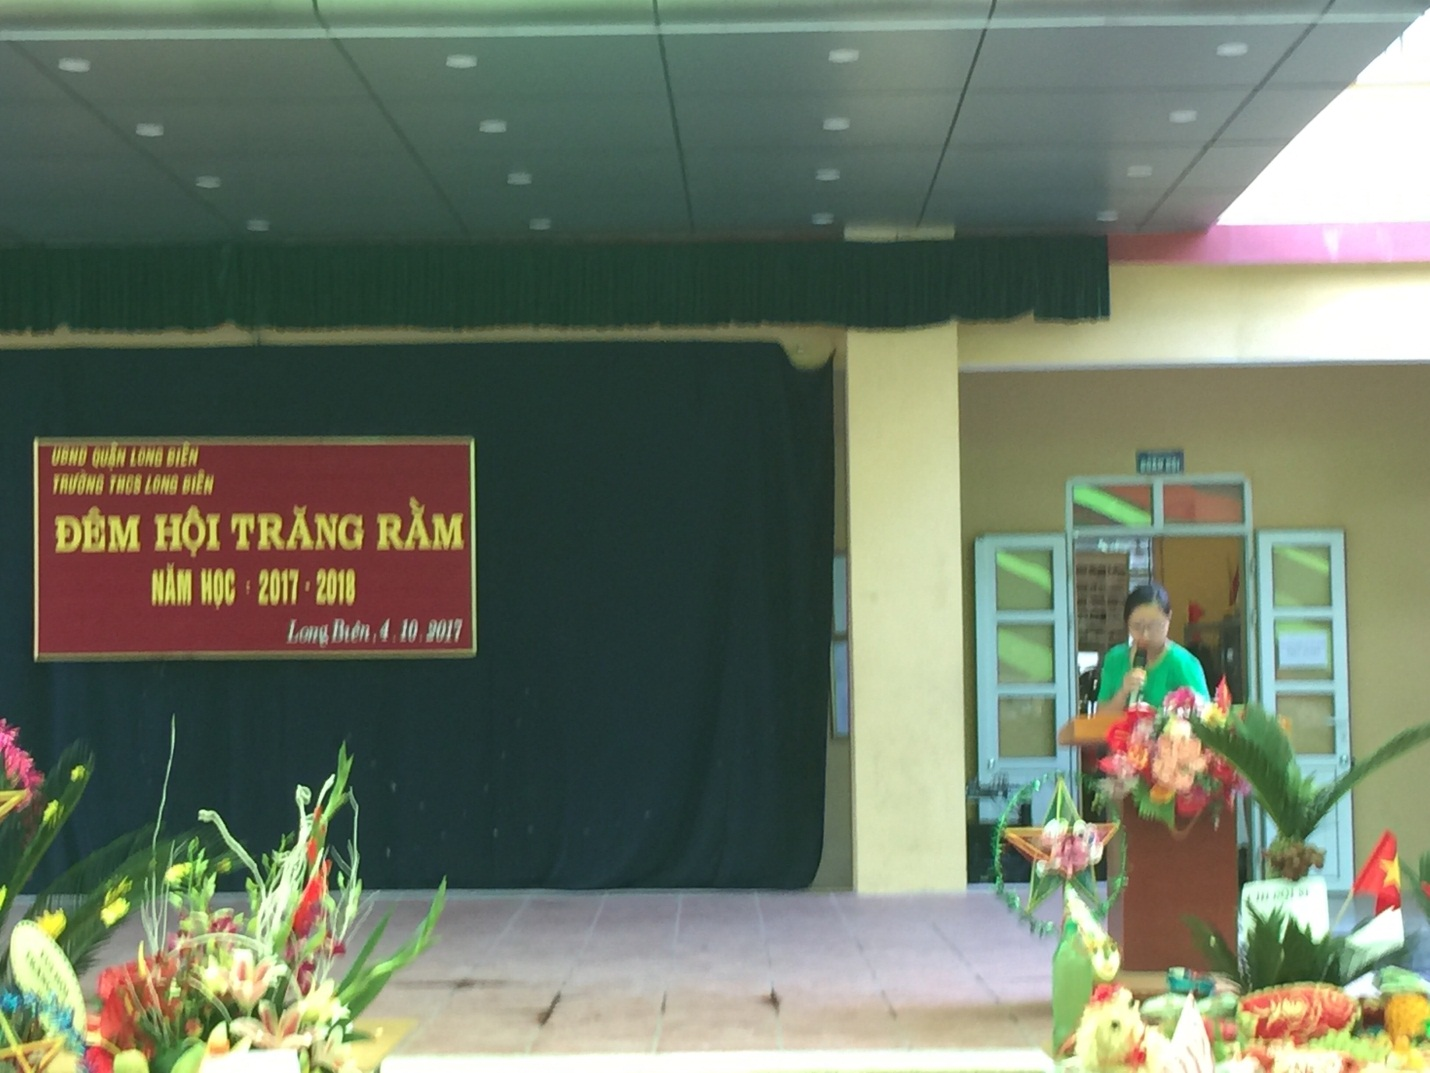 UBND QUẬN LONG BIÊN
TRƯỜNG THCS LONG BIÊN
ĐÊM HỘI TRĂNG RẰM
NĂM HỌC : 2017 - 2018
Long Biên, 4.10.2017